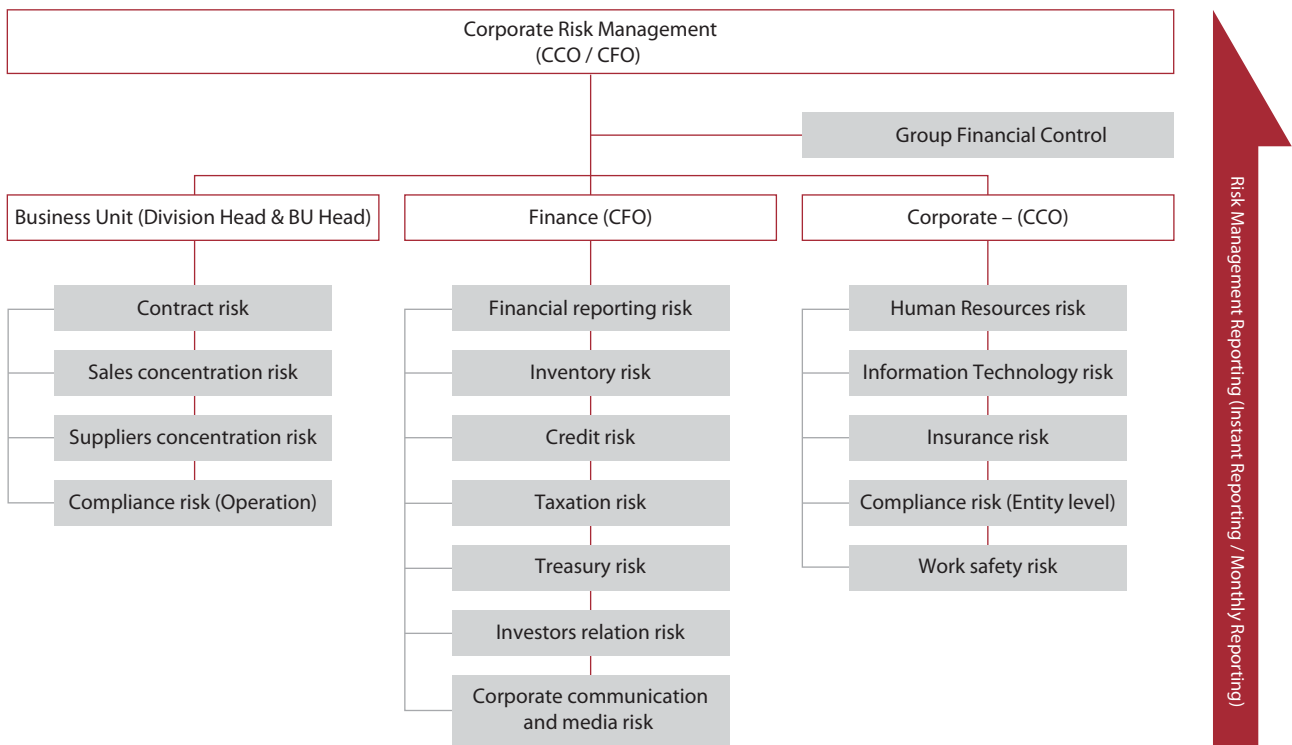 Corporate Risk Management
(CCO / CFO)
Group Financial Control
Business Unit (Division Head & BU Head)
Finance (CFO)
Corporate – (CCO)
Contract risk
Sales concentration risk
Suppliers concentration risk
Compliance risk (Operation)
Financial reporting risk
Inventory risk
Credit risk
Taxation risk
Treasury risk
Investors relation risk
Corporate communication
and media risk
Human Resources risk
Information Technology risk
Insurance risk
Compliance risk (Entity level)
Work safety risk
Risk Management Reporting (Instant Reporting / Monthly Reporting)